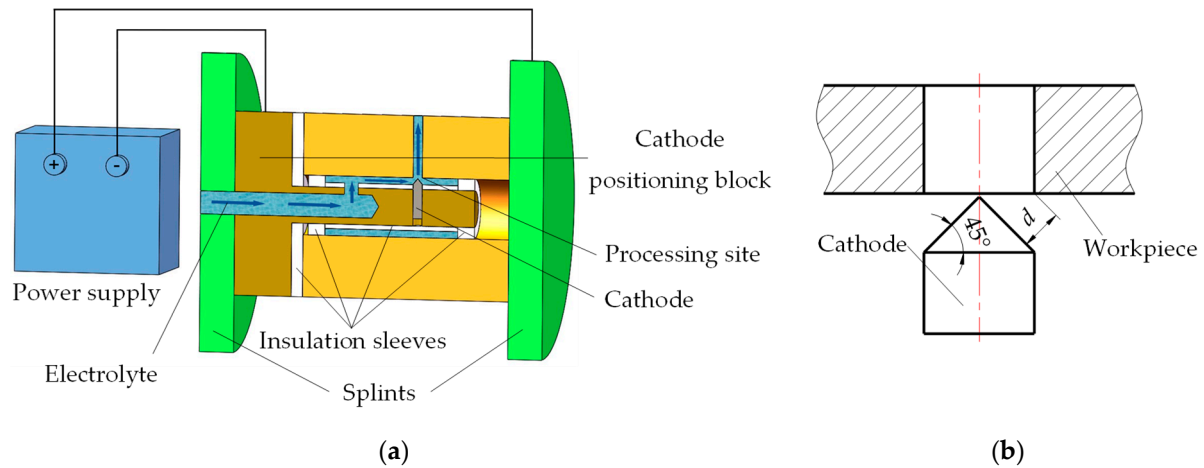 +
-
Power supply
Electrolyte
Insulation sleeves
Splints
Cathode
positioning block
Processing site
Cathode
(a)
Cathode
45°
d
Workpiece
(b)